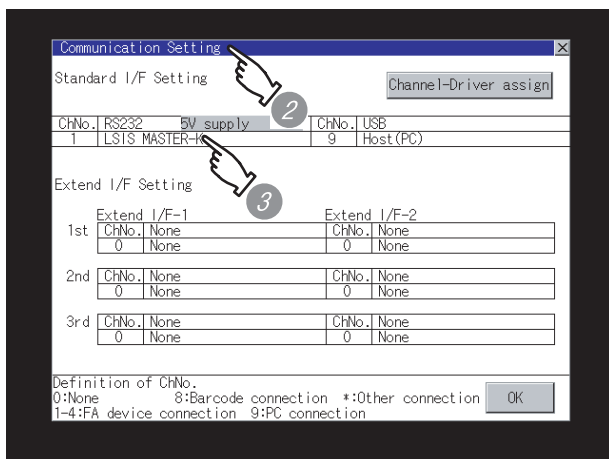 Communication Setting
Standard I/F Setting
Channel-Driver assign
ChNo. RS232 5V supply ChNo. USB
1 LSIS MASTER-K 9 Host(PC)
2
3
Extend I/F Setting
Extend I/F-1 Extend I/F-2
1st ChNo. None ChNo. None
0 None 0 None
2nd ChNo. None ChNo. None
0 None 0 None
3rd ChNo. None ChNo. None
0 None 0 None
Definition of ChNo.
0:None 8:Barcode connection *:Other connection
1-4:FA device connection 9:PC connection
OK